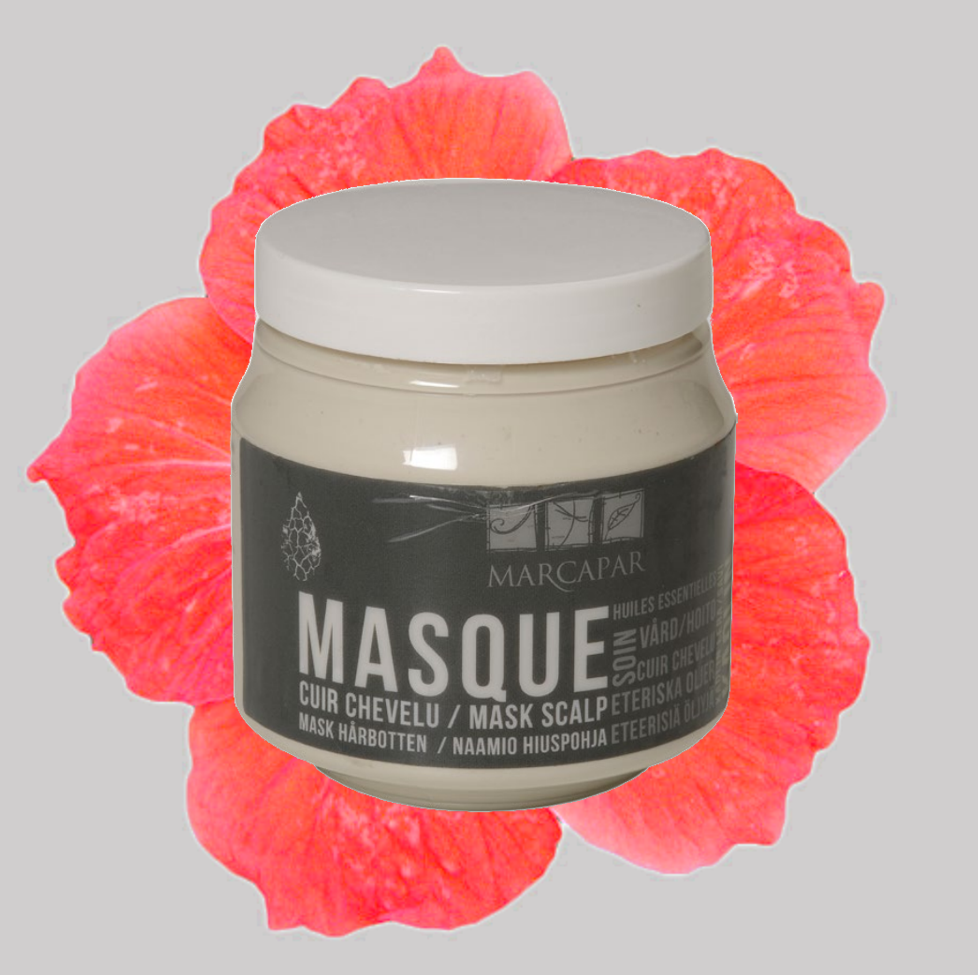 MARCAPAR
MASQUE
CUIR CHEVELU / MASK SCALP
MASK HÅRBOTTEN / NAAMIO HIUSPOHJA
SOIN
HUILES ESSENTIELLES
VÅRD/HOITO
CUIR CHEVELU
ETERISKA OLJER
ETEERISIÄ ÖLJYJÄ